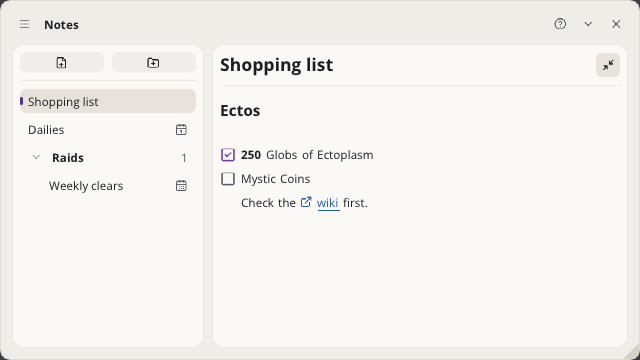 Notes
Shopping list
Dailies
Raids 1
Weekly clears
Shopping list
Ectos
250 Globs of Ectoplasm
Mystic Coins
Check the wiki first.